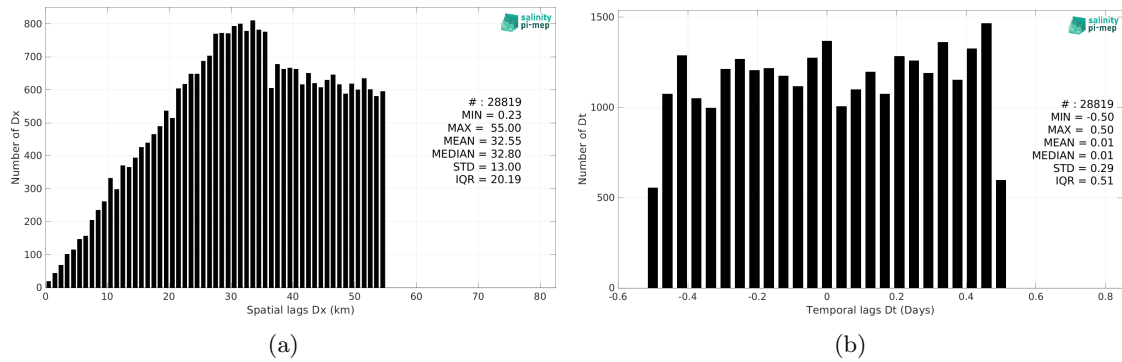 salinity
pi-mep
800
700
600
500
400
300
200
100
0
Number of Dx
# : 28819
MIN = 0.23
MAX = 55.00
MEAN = 32.55
MEDIAN = 32.80
STD = 13.00
IQR = 20.19
0 10 20 30 40 50 60 70 80
Spatial lags Dx (km)
(a)
salinity
pi-mep
1500
1000
500
0
Number of Dt
# : 28819
MIN = -0.50
MAX = 0.50
MEAN = 0.01
MEDIAN = 0.01
STD = 0.29
IQR = 0.51
-0.6 -0.4 -0.2 0 0.2 0.4 0.6 0.8
Temporal lags Dt (Days)
(b)